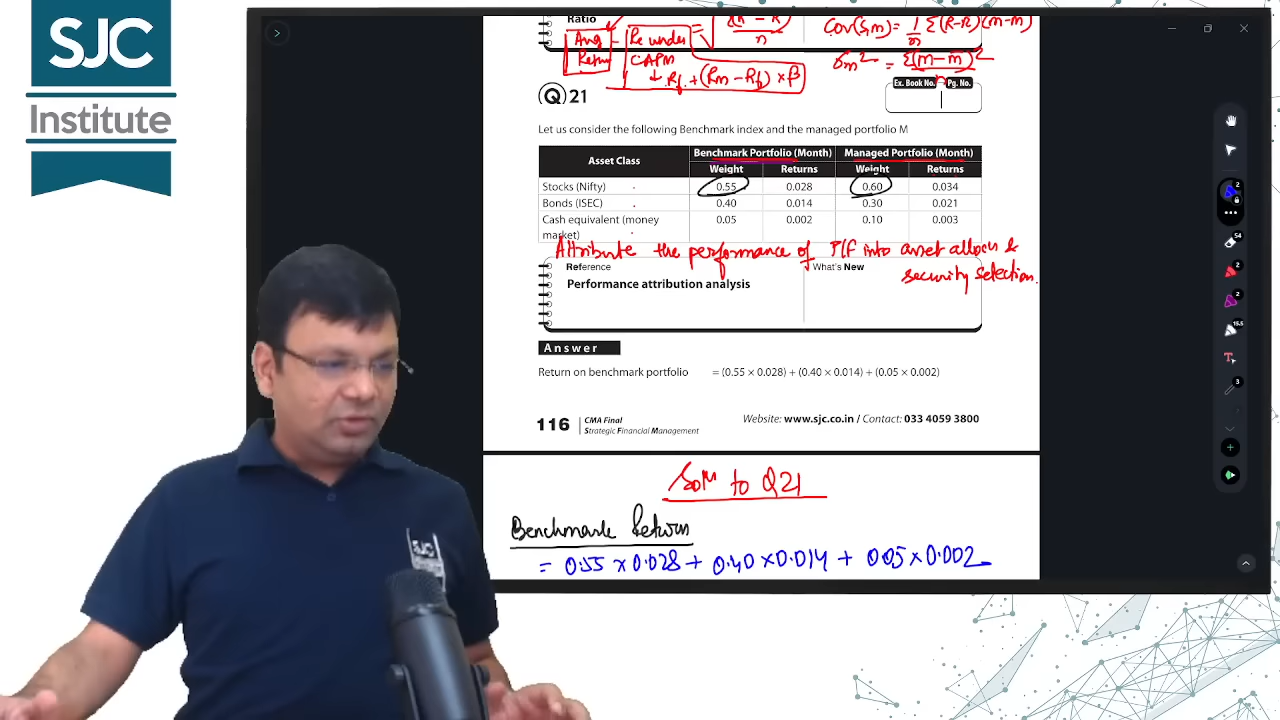 SJC
Institute
Ratio
Cov(s,m) = 1/n Σ(R-R̄)(m-m̄)
Avg Return - Re under CAPM
σm² = Σ(m-m̄)²/n
↓ Rf + (Rm - Rf) × β
Q 21
Ex. Book No. Pg. No.
Let us consider the following Benchmark index and the managed portfolio M
Asset Class Benchmark Portfolio (Month) Managed Portfolio (Month)
Weight Returns Weight Returns
Stocks (Nifty) 0.55 0.028 0.60 0.034
Bonds (ISEC) 0.40 0.014 0.30 0.021
Cash equivalent (money market) 0.05 0.002 0.10 0.003
Attribute the performance of P/F into asset allocn &
security selection.
Reference What's New
Performance attribution analysis
Answer
Return on benchmark portfolio = (0.55 × 0.028) + (0.40 × 0.014) + (0.05 × 0.002)
116 CMA Final
Strategic Financial Management
Website: www.sjc.co.in / Contact: 033 4059 3800
Soln to Q21
Benchmark Return
= 0.55 × 0.028 + 0.40 × 0.014 + 0.05 × 0.002
SJC